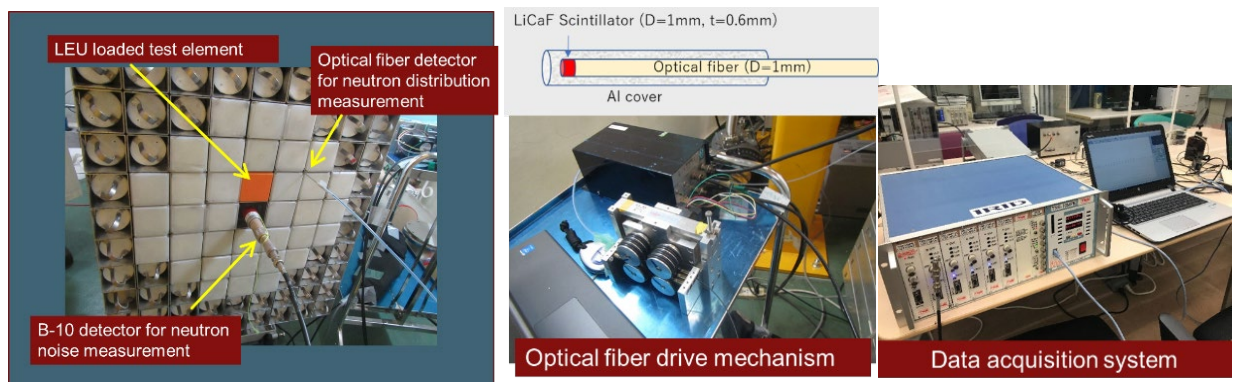 LEU loaded test element
Optical fiber detector
for neutron distribution
measurement
B-10 detector for neutron
noise measurement
LiCaF Scintillator (D=1mm, t=0.6mm)
Optical fiber (D=1mm)
Al cover
Optical fiber drive mechanism
Data acquisition system